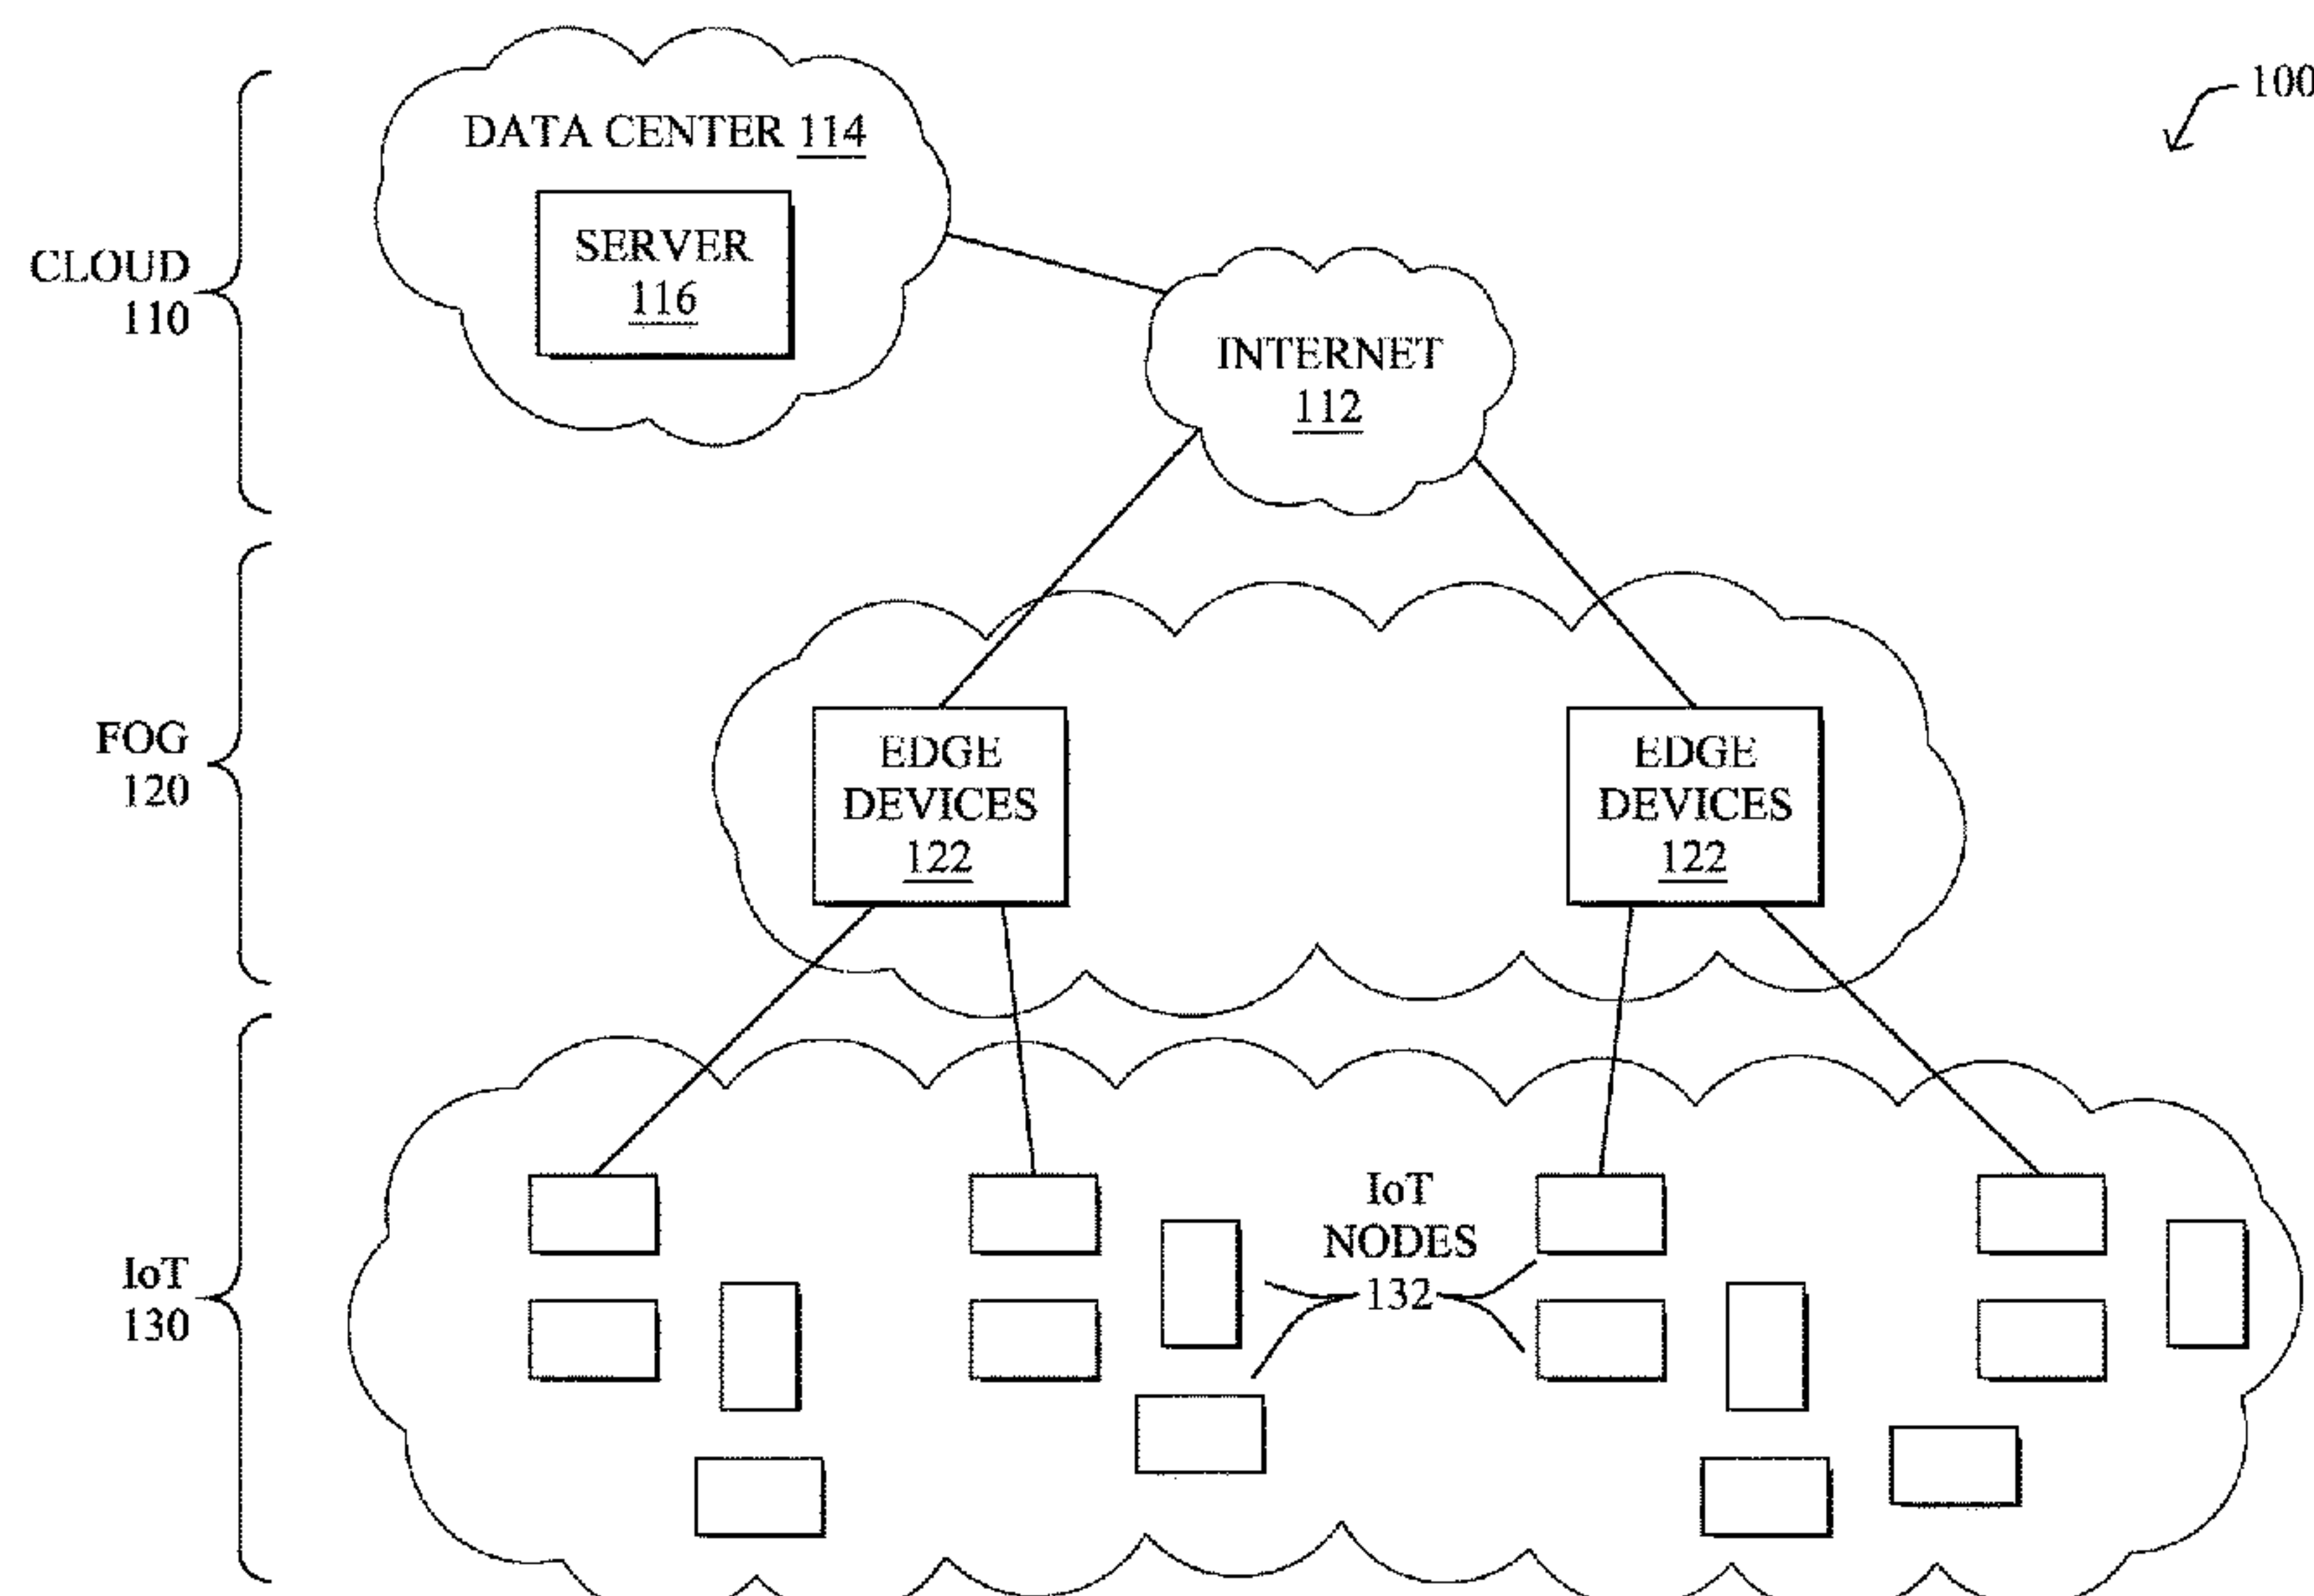 100
DATA CENTER 114
SERVER
116
CLOUD
110
INTERNET
112
FOG
120
EDGE
DEVICES
122
EDGE
DEVICES
122
IoT
NODES
132
IoT
130